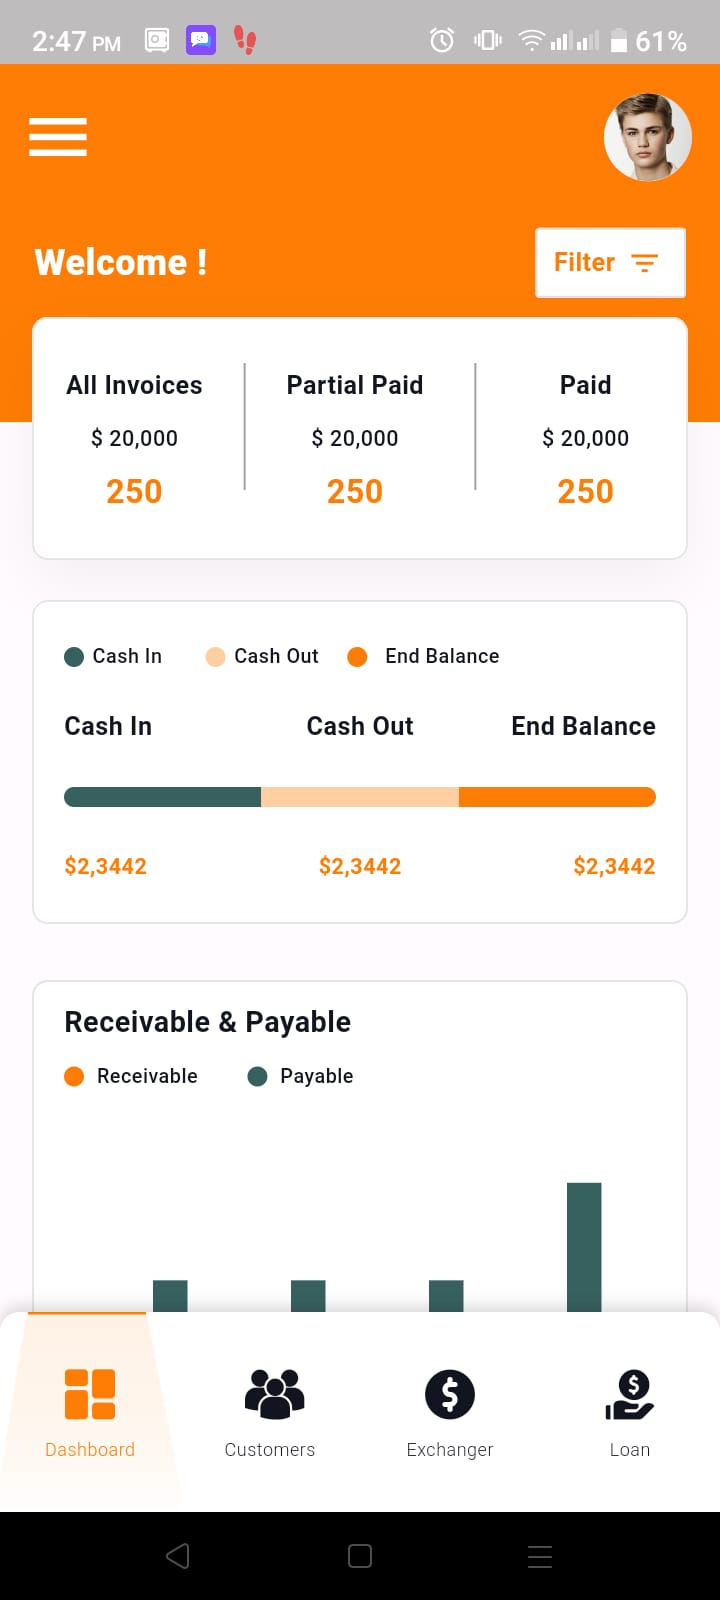 2:47 PM 61%
Welcome !
Filter
All Invoices Partial Paid Paid
$ 20,000 $ 20,000 $ 20,000
250 250 250
Cash In Cash Out End Balance
Cash In Cash Out End Balance
$2,3442 $2,3442 $2,3442
Receivable & Payable
Receivable Payable
Dashboard Customers Exchanger Loan